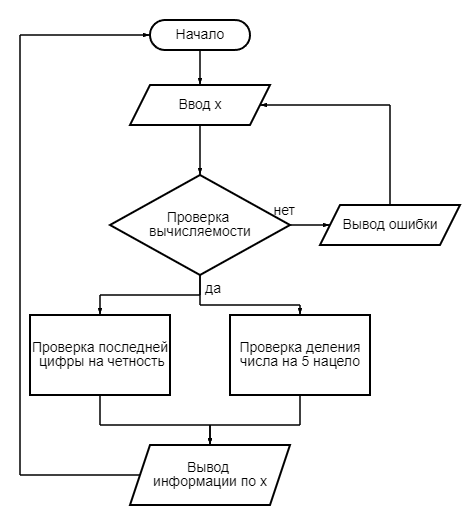 Начало
Ввод x
Проверка
вычисляемости
нет
Вывод ошибки
да
Проверка последней
цифры на четность
Проверка деления
числа на 5 нацело
Вывод
информации по x